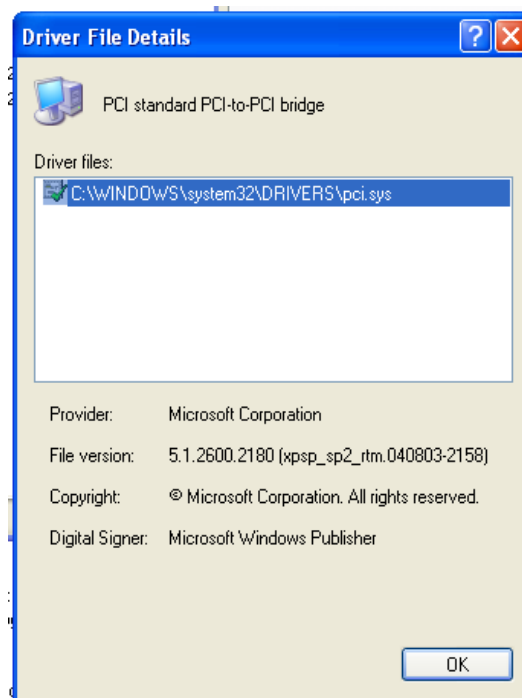 Driver File Details
PCI standard PCI-to-PCI bridge
Driver files:
C:\WINDOWS\system32\DRIVERS\pci.sys
Provider: Microsoft Corporation
File version: 5.1.2600.2180 (xpsp_sp2_rtm.040803-2158)
Copyright: © Microsoft Corporation. All rights reserved.
Digital Signer: Microsoft Windows Publisher
OK